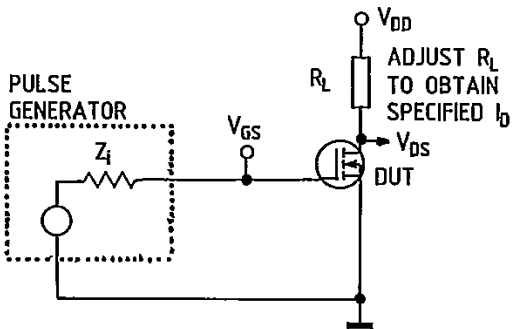 V_DD
R_L
ADJUST R_L
TO OBTAIN
SPECIFIED I_D
PULSE
GENERATOR
V_GS
V_DS
Z_i
DUT